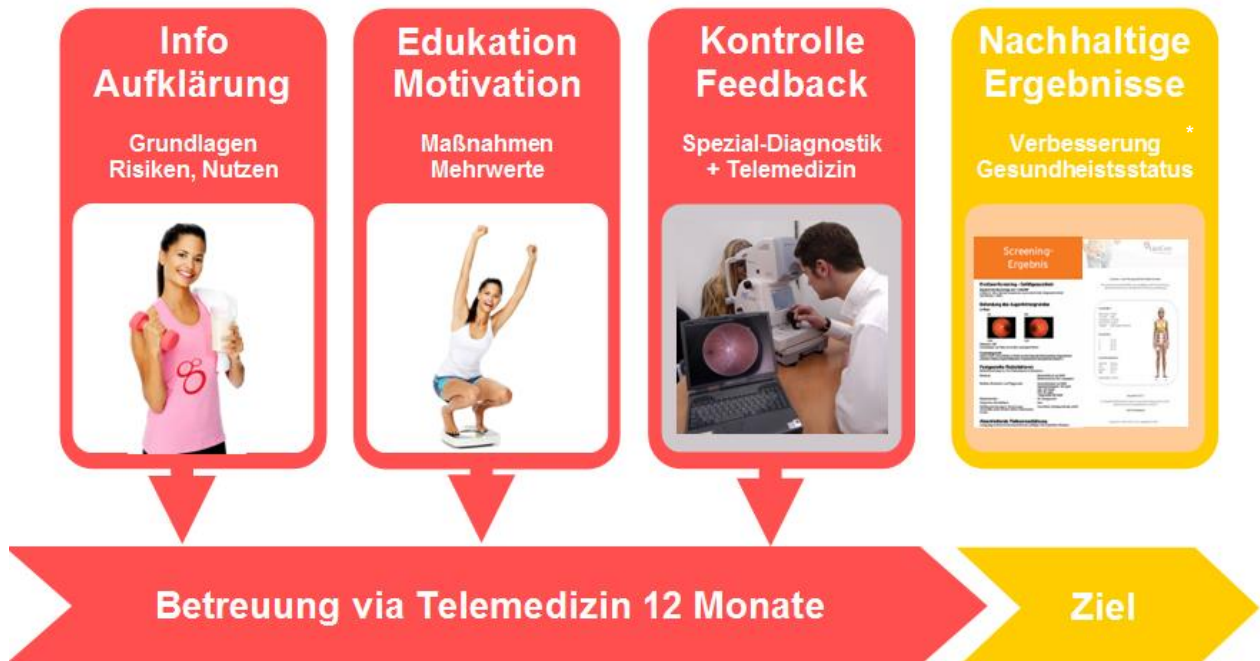 Info
Aufklärung
Grundlagen
Risiken, Nutzen
Edukation
Motivation
Maßnahmen
Mehrwerte
Kontrolle
Feedback
Spezial-Diagnostik
+ Telemedizin
Nachhaltige
Ergebnisse
*
Verbesserung
Gesundheistsstatus
Screening-
Ergebnis
Betreuung via Telemedizin 12 Monate
Ziel